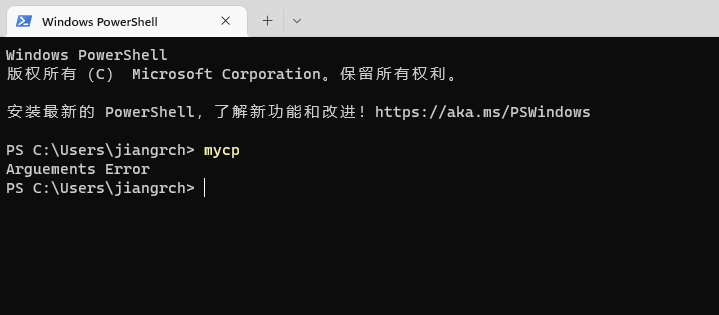 Windows PowerShell
Windows PowerShell
版权所有 (C)  Microsoft Corporation。保留所有权利。
安装最新的 PowerShell，了解新功能和改进！https://aka.ms/PSWindows
PS C:\Users\jiangrch> mycp
Arguements Error
PS C:\Users\jiangrch>